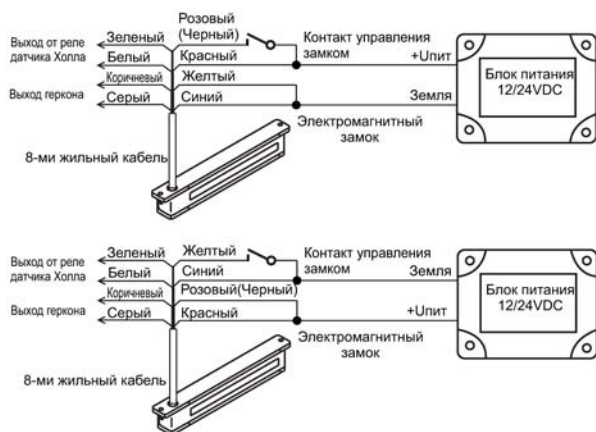 Розовый
(Черный)
Зеленый
Контакт управления
замком
Выход от реле
датчика Холла
Белый
Красный
+Uпит
Блок питания
12/24VDC
Коричневый
Желтый
Выход геркона
Серый
Синий
Земля
Электромагнитный
замок
8-ми жильный кабель
Зеленый
Желтый
Контакт управления
замком
Выход от реле
датчика Холла
Белый
Синий
Земля
Блок питания
12/24VDC
Коричневый
Розовый(Черный)
Выход геркона
Серый
Красный
+Uпит
Электромагнитный
замок
8-ми жильный кабель